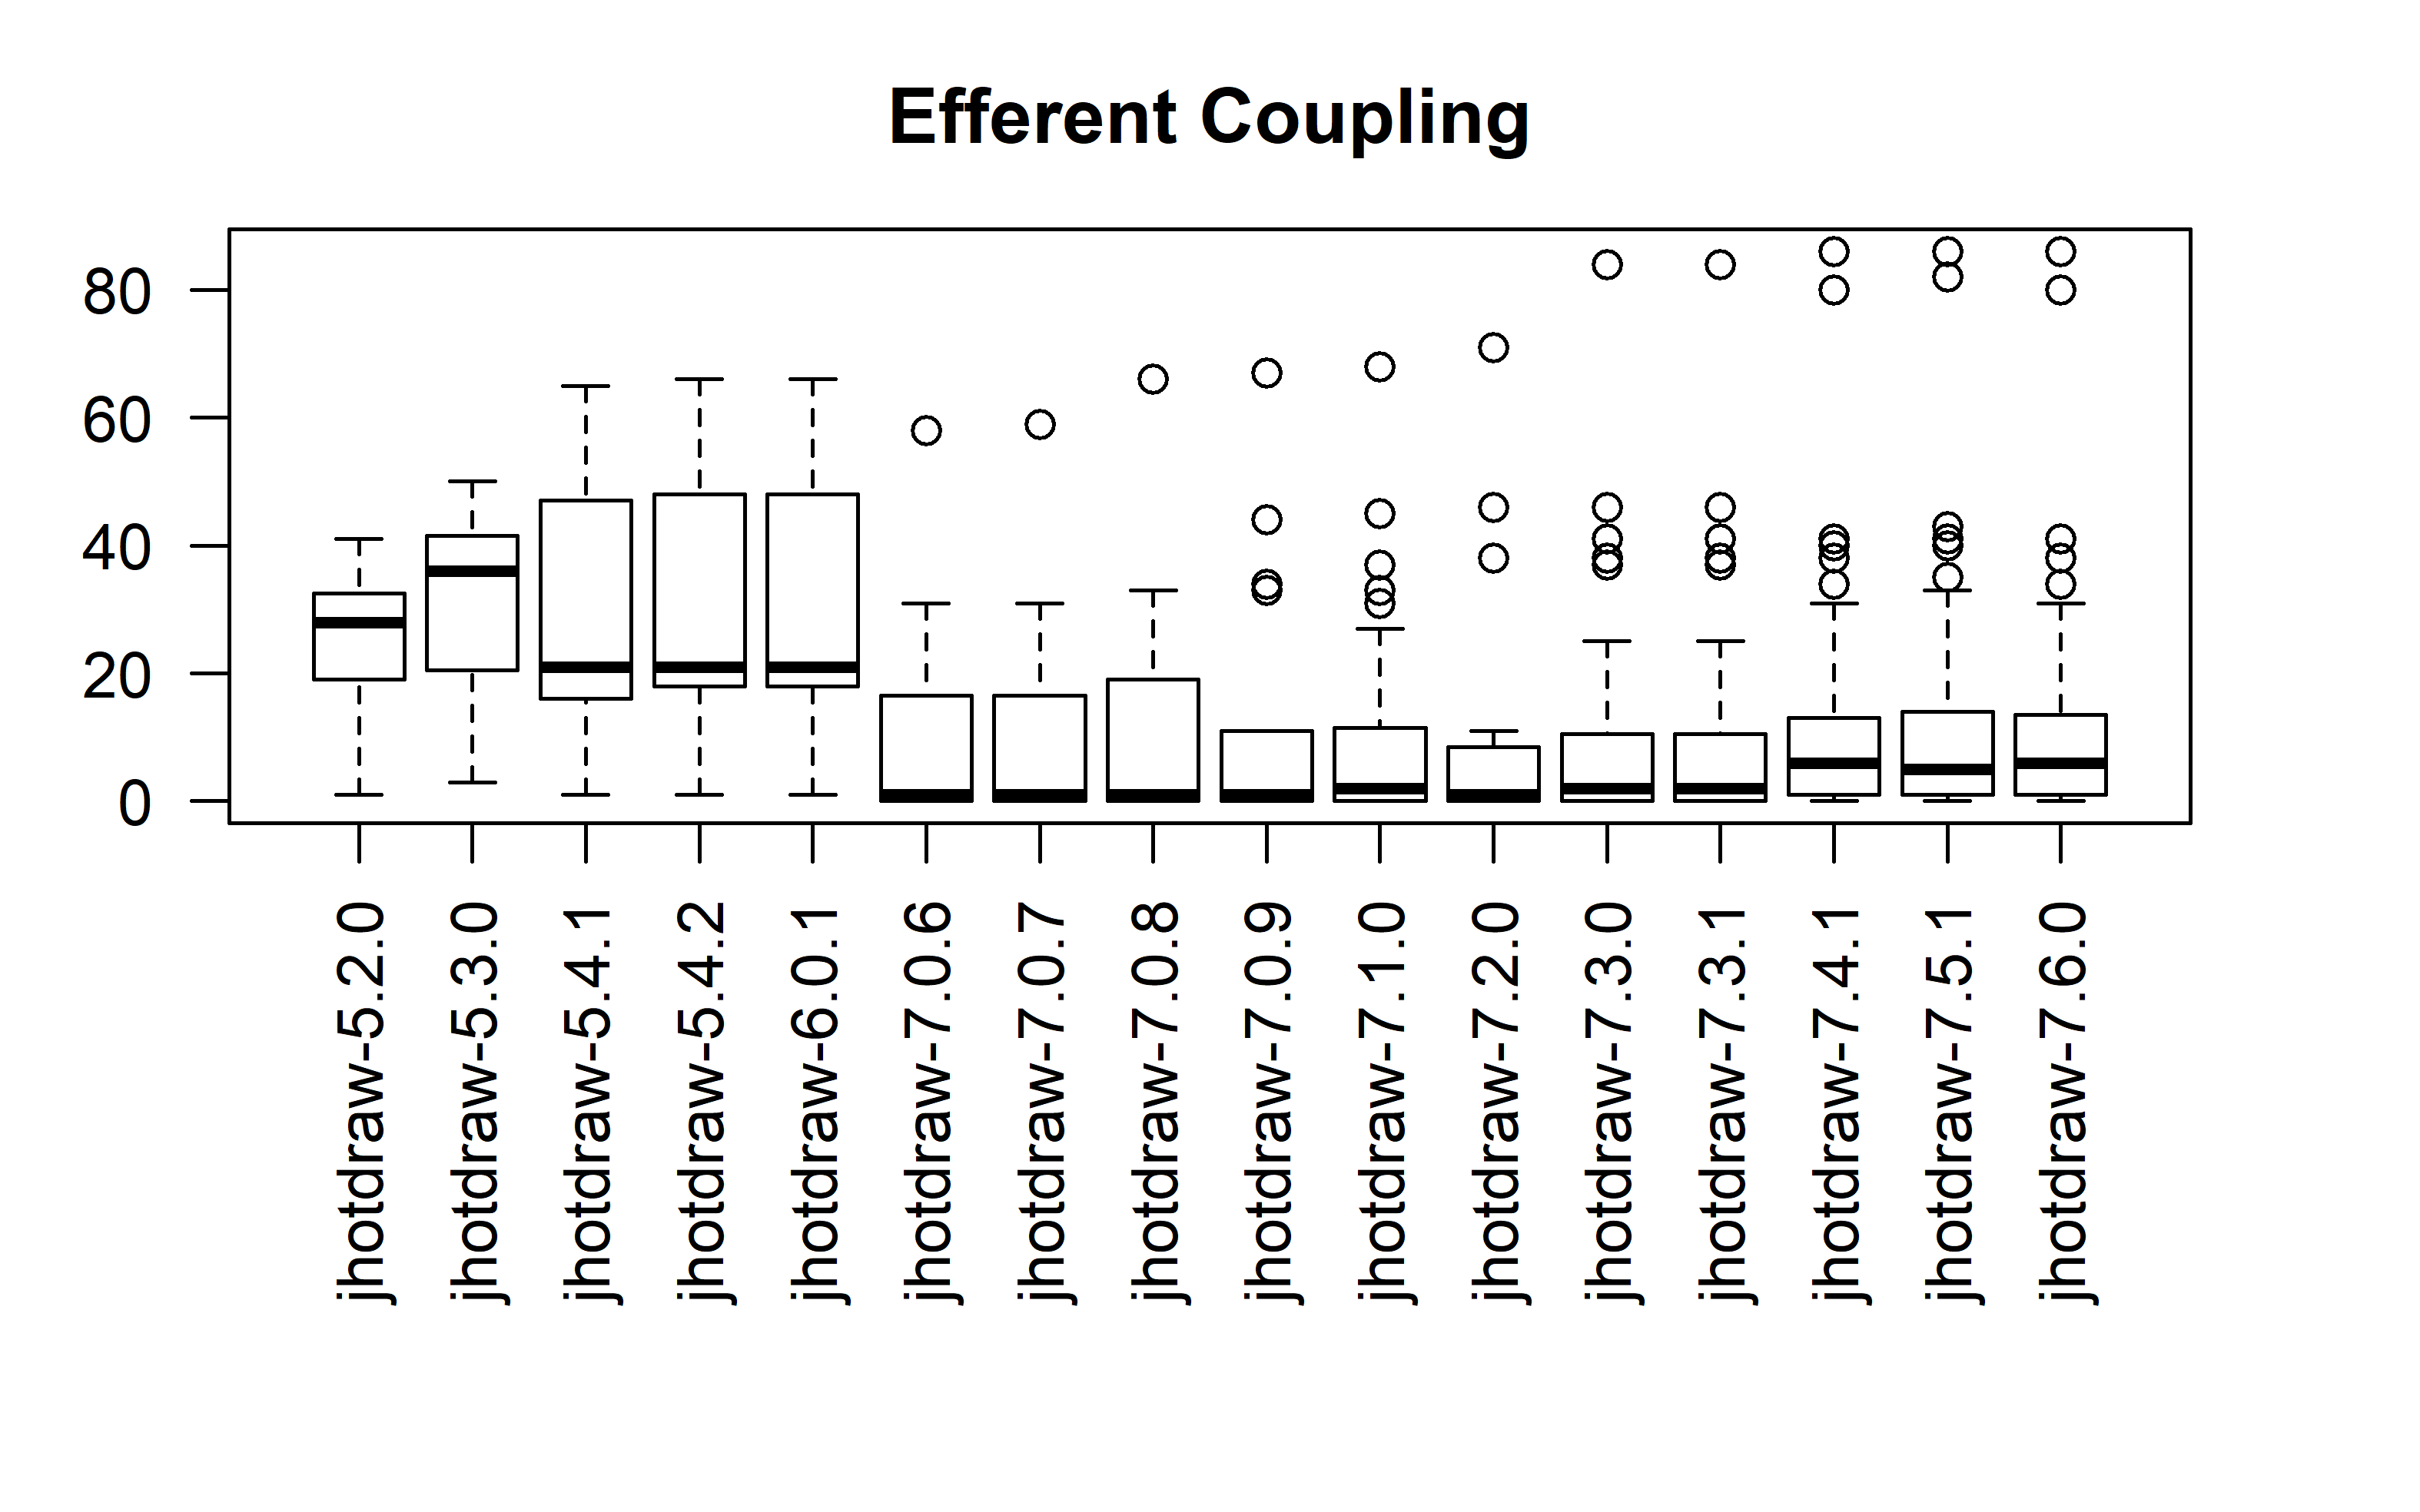 Efferent Coupling
80
60
40
20
0
jhotdraw-5.2.0
jhotdraw-5.3.0
jhotdraw-5.4.1
jhotdraw-5.4.2
jhotdraw-6.0.1
jhotdraw-7.0.6
jhotdraw-7.0.7
jhotdraw-7.0.8
jhotdraw-7.0.9
jhotdraw-7.1.0
jhotdraw-7.2.0
jhotdraw-7.3.0
jhotdraw-7.3.1
jhotdraw-7.4.1
jhotdraw-7.5.1
jhotdraw-7.6.0